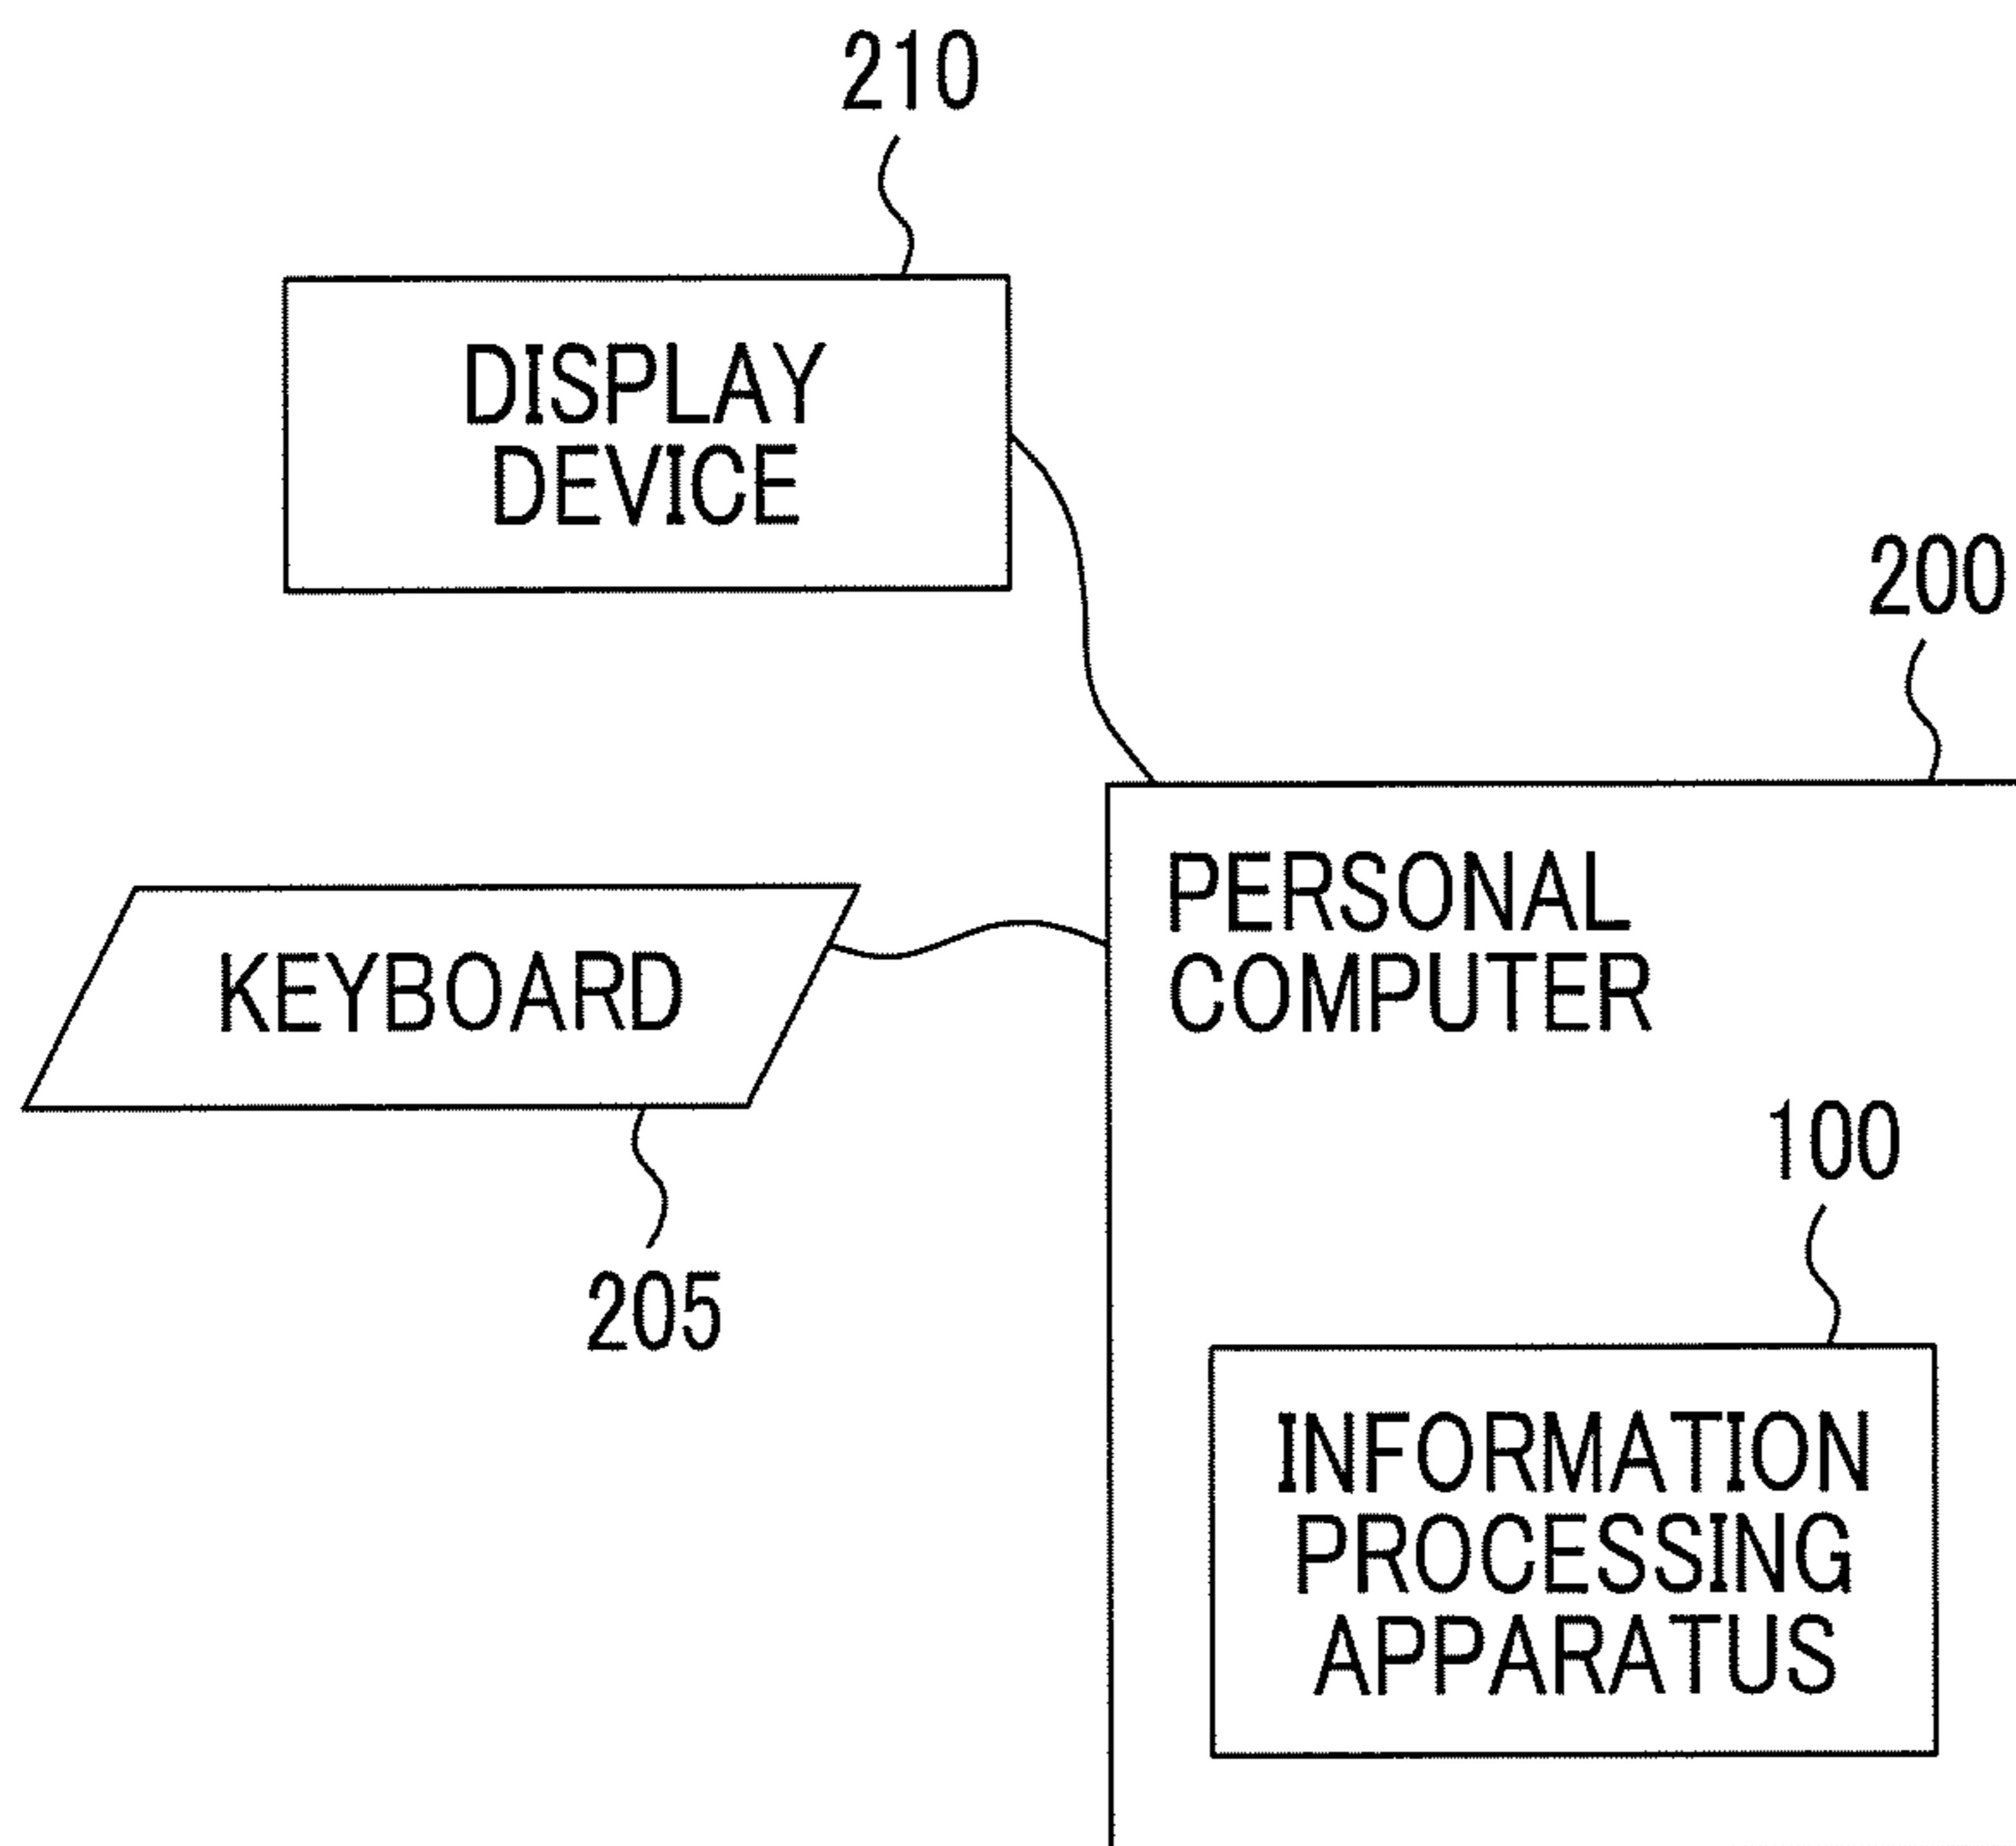 210
DISPLAY
DEVICE
200
PERSONAL
COMPUTER
KEYBOARD
205
100
INFORMATION
PROCESSING
APPARATUS